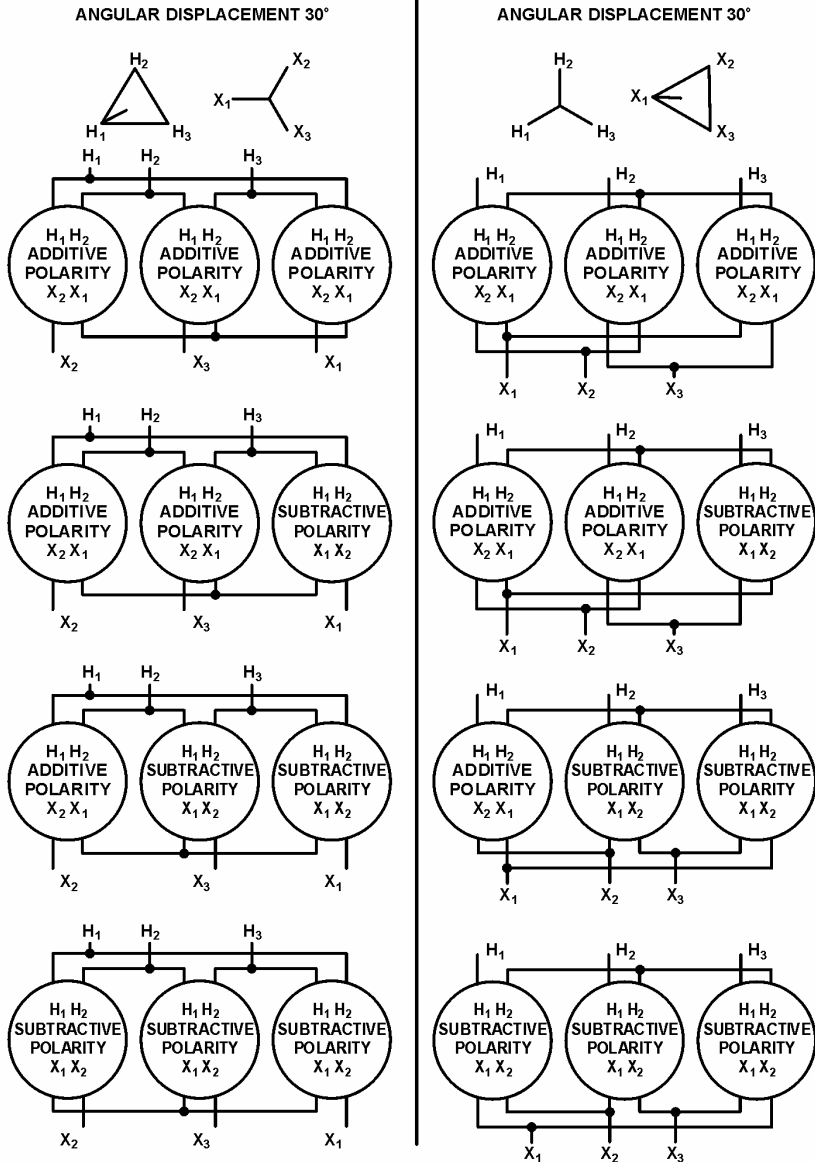 ANGULAR DISPLACEMENT 30°
H₂
X₂
X₁
X₃
H₁ H₃
H₁ H₂ H₃
H₁ H₂ H₁ H₂ H₁ H₂
ADDITIVE ADDITIVE ADDITIVE
POLARITY POLARITY POLARITY
X₂ X₁ X₂ X₁ X₂ X₁
X₂ X₃ X₁
H₁ H₂ H₃
H₁ H₂ H₁ H₂ H₁ H₂
ADDITIVE ADDITIVE SUBTRACTIVE
POLARITY POLARITY POLARITY
X₂ X₁ X₂ X₁ X₁ X₂
X₂ X₃ X₁
H₁ H₂ H₃
H₁ H₂ H₁ H₂ H₁ H₂
ADDITIVE SUBTRACTIVE SUBTRACTIVE
POLARITY POLARITY POLARITY
X₂ X₁ X₁ X₂ X₁ X₂
X₂ X₃ X₁
H₁ H₂ H₃
H₁ H₂ H₁ H₂ H₁ H₂
SUBTRACTIVE SUBTRACTIVE SUBTRACTIVE
POLARITY POLARITY POLARITY
X₁ X₂ X₁ X₂ X₁ X₂
X₂ X₃ X₁
ANGULAR DISPLACEMENT 30°
H₂
X₂
X₁
H₁ H₃
X₃
H₁ H₂ H₃
H₁ H₂ H₁ H₂ H₁ H₂
ADDITIVE ADDITIVE ADDITIVE
POLARITY POLARITY POLARITY
X₂ X₁ X₂ X₁ X₂ X₁
X₁ X₂ X₃
H₁ H₂ H₃
H₁ H₂ H₁ H₂ H₁ H₂
ADDITIVE ADDITIVE SUBTRACTIVE
POLARITY POLARITY POLARITY
X₂ X₁ X₂ X₁ X₁ X₂
X₁ X₂ X₃
H₁ H₂ H₃
H₁ H₂ H₁ H₂ H₁ H₂
ADDITIVE SUBTRACTIVE SUBTRACTIVE
POLARITY POLARITY POLARITY
X₂ X₁ X₁ X₂ X₁ X₂
X₁ X₂ X₃
H₁ H₂ H₃
H₁ H₂ H₁ H₂ H₁ H₂
SUBTRACTIVE SUBTRACTIVE SUBTRACTIVE
POLARITY POLARITY POLARITY
X₁ X₂ X₁ X₂ X₁ X₂
X₁ X₂ X₃